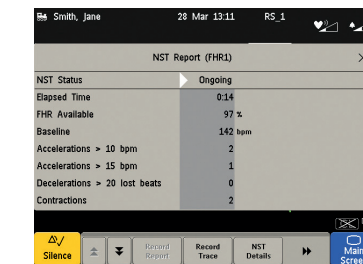 Smith, Jane 28 Mar 13:11 RS_1
NST Report (FHR1)
NST Status Ongoing
Elapsed Time 0:14
FHR Available 97 %
Baseline 142 bpm
Accelerations > 10 bpm 2
Accelerations > 15 bpm 1
Decelerations > 20 lost beats 0
Contractions 2
Silence
Record Report
Record Trace
NST Details
Main
Scree